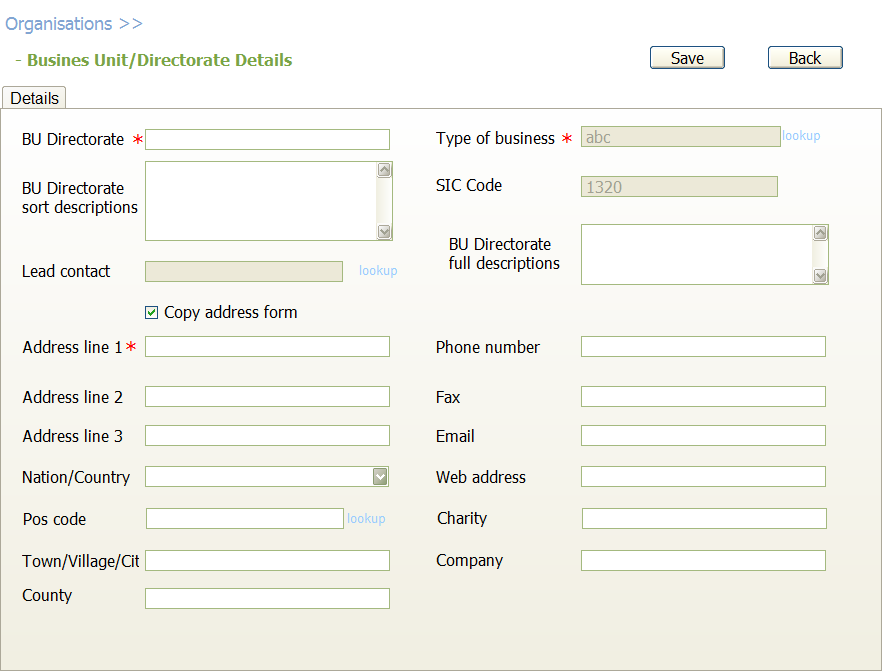 Organisations >>
- Busines Unit/Directorate Details
Save
Back
Details
BU Directorate *
Type of business * abc lookup
BU Directorate
sort descriptions
SIC Code 1320
BU Directorate
full descriptions
Lead contact lookup
Copy address form
Address line 1 *
Phone number
Address line 2
Fax
Address line 3
Email
Nation/Country
Web address
Pos code lookup
Charity
Town/Village/Cit
Company
County